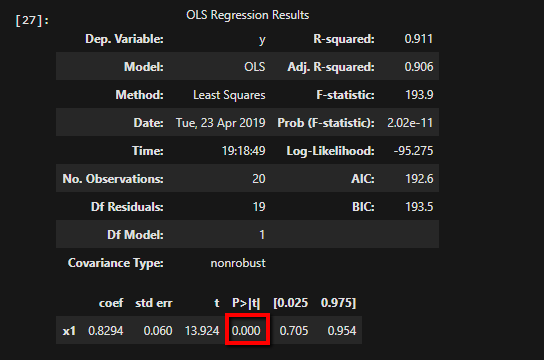 [27]: OLS Regression Results
Dep. Variable: y R-squared: 0.911
Model: OLS Adj. R-squared: 0.906
Method: Least Squares F-statistic: 193.9
Date: Tue, 23 Apr 2019 Prob (F-statistic): 2.02e-11
Time: 19:18:49 Log-Likelihood: -95.275
No. Observations: 20 AIC: 192.6
Df Residuals: 19 BIC: 193.5
Df Model: 1
Covariance Type: nonrobust
coef std err t P>|t| [0.025 0.975]
x1 0.8294 0.060 13.924 0.000 0.705 0.954